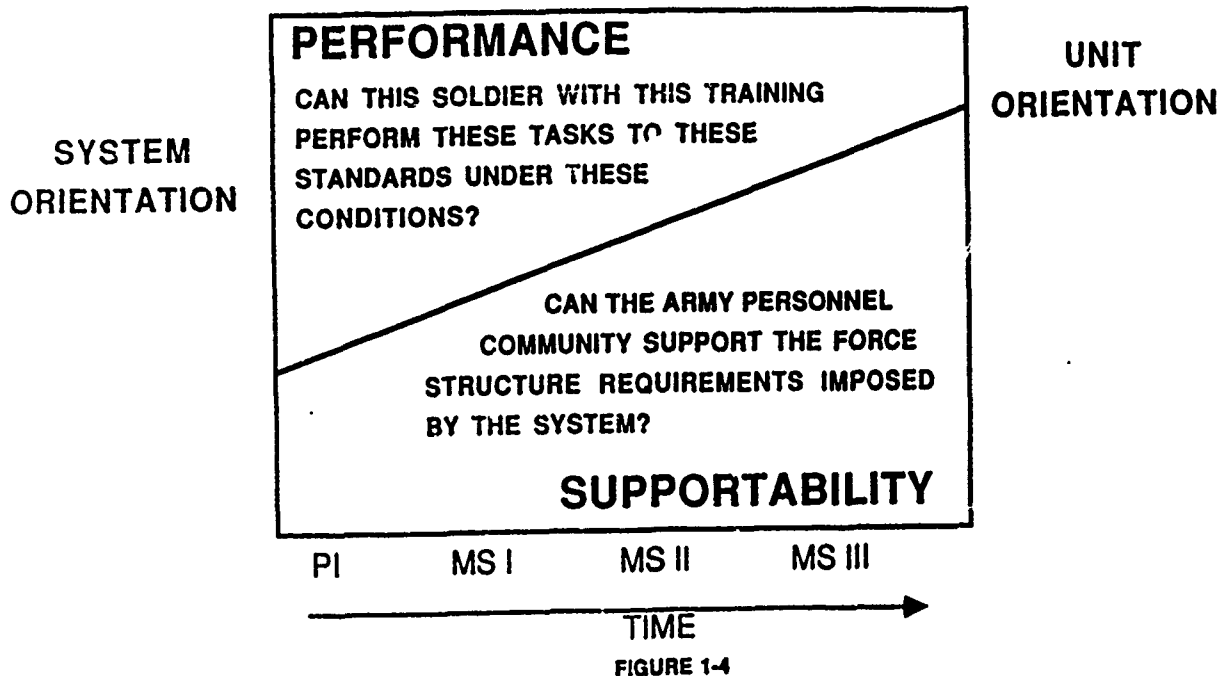 PERFORMANCE
CAN THIS SOLDIER WITH THIS TRAINING
PERFORM THESE TASKS TO THESE
STANDARDS UNDER THESE
CONDITIONS?
SYSTEM
ORIENTATION
UNIT
ORIENTATION
CAN THE ARMY PERSONNEL
COMMUNITY SUPPORT THE FORCE
STRUCTURE REQUIREMENTS IMPOSED
BY THE SYSTEM?
SUPPORTABILITY
PI MS I MS II MS III
TIME
FIGURE 1-4